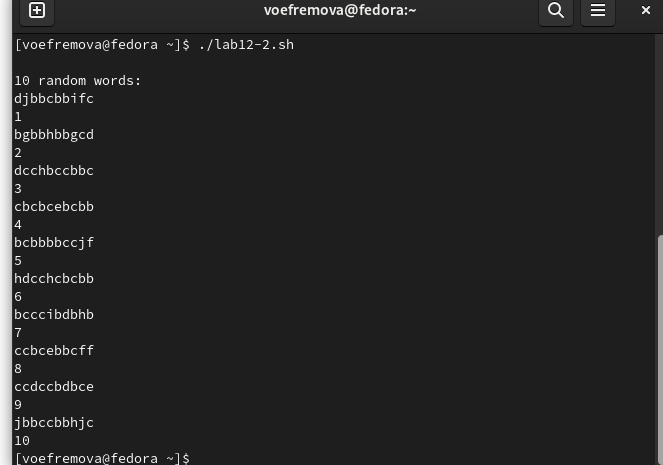 voefremova@fedora:~
[voefremova@fedora ~]$ ./lab12-2.sh
10 random words:
djbbcbbifc
1
bgbbhbbgcd
2
dcchbccbbc
3
cbcbcebcbb
4
bcbbbbccjf
5
hdcchcbcbb
6
bcccibdbhb
7
ccbcebbcff
8
ccdccbdbce
9
jbbccbbhjc
10
[voefremova@fedora ~]$